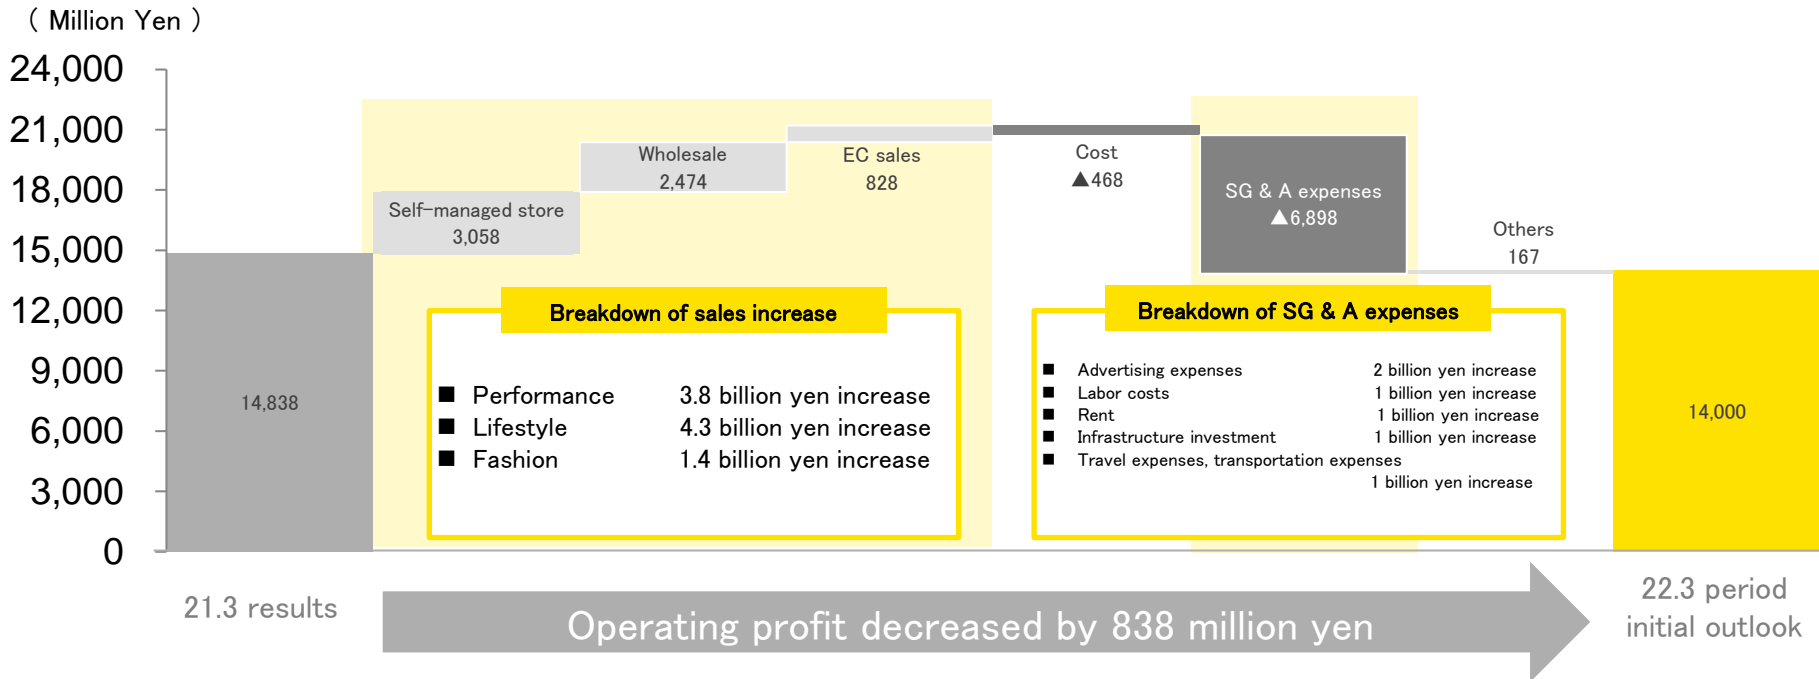 ( Million Yen )
24,000
21,000
18,000
15,000
12,000
9,000
6,000
3,000
0
14,838
Self-managed store
3,058
Wholesale
2,474
EC sales
828
Cost
▲468
SG & A expenses
▲6,898
Others
167
14,000
Breakdown of sales increase
■ Performance 3.8 billion yen increase
■ Lifestyle 4.3 billion yen increase
■ Fashion 1.4 billion yen increase
Breakdown of SG & A expenses
■ Advertising expenses 2 billion yen increase
■ Labor costs 1 billion yen increase
■ Rent 1 billion yen increase
■ Infrastructure investment 1 billion yen increase
■ Travel expenses, transportation expenses
1 billion yen increase
21.3 results
Operating profit decreased by 838 million yen
22.3 period
initial outlook